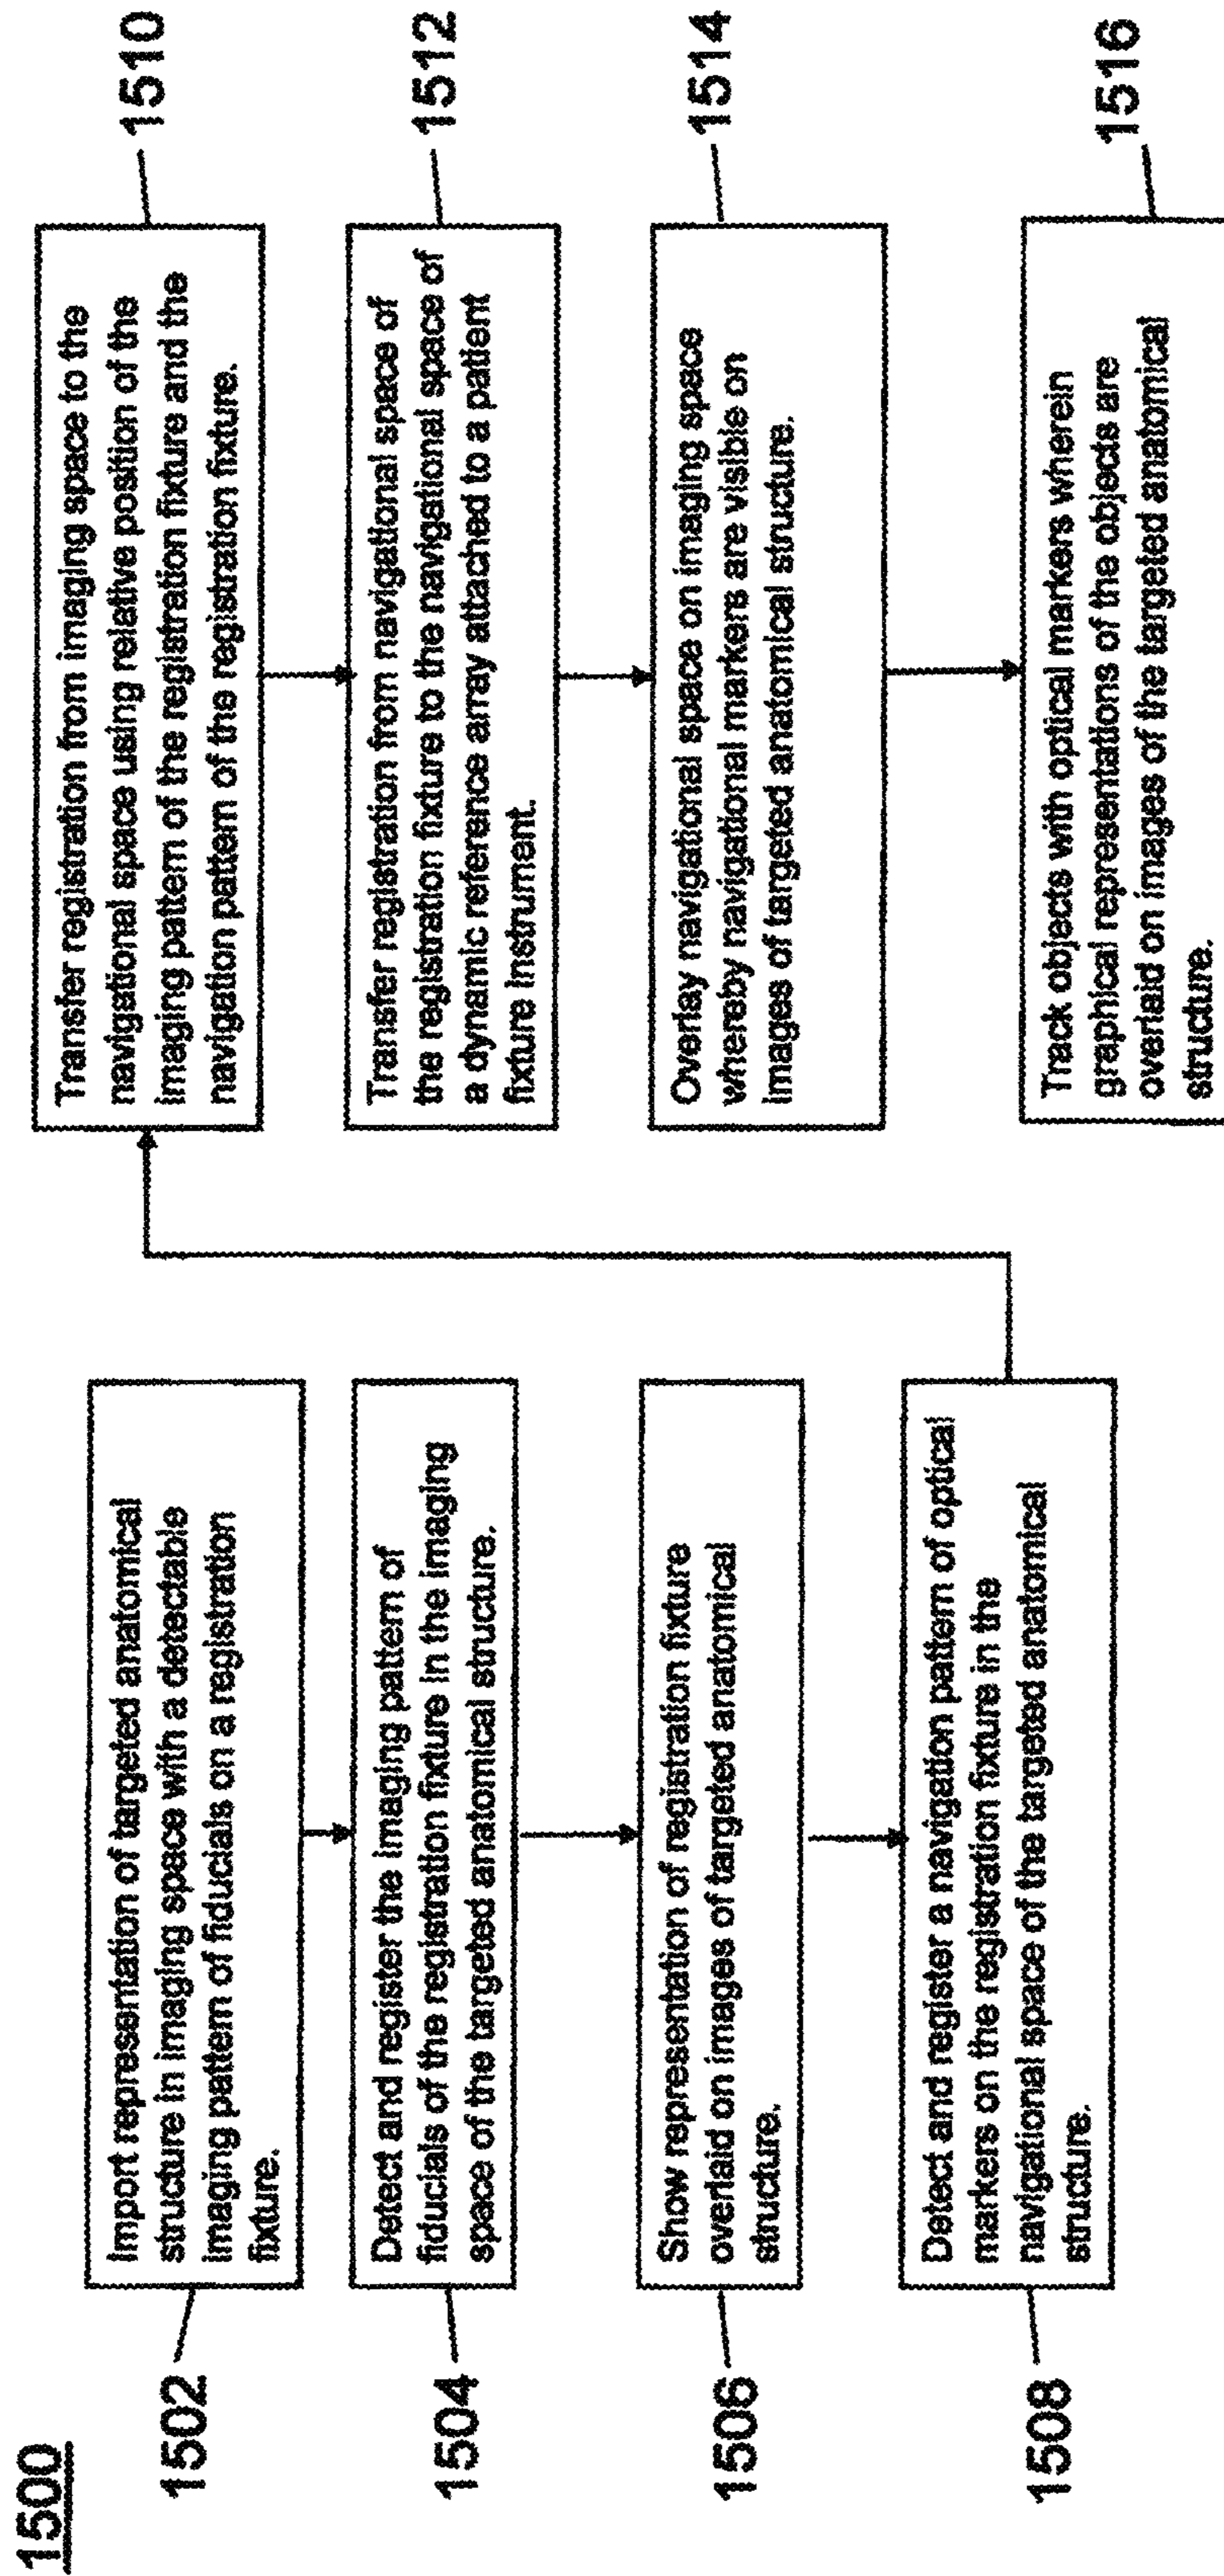 1500
1502
Import representation of targeted anatomical
structure in imaging space with a detectable
imaging pattern of fiducials on a registration
fixture.
1504
Detect and register the imaging pattern of
fiducials of the registration fixture in the imaging
space of the targeted anatomical structure.
1506
Show representation of registration fixture
overlaid on images of targeted anatomical
structure.
1508
Detect and register a navigation pattern of optical
markers on the registration fixture in the
navigational space of the targeted anatomical
structure.
1510
Transfer registration from imaging space to the
navigational space using relative position of the
imaging pattern of the registration fixture and the
navigation pattern of the registration fixture.
1512
Transfer registration from navigational space of
the registration fixture to the navigational space of
a dynamic reference array attached to a patient
fixture instrument.
1514
Overlay navigational space on imaging space
whereby navigational markers are visible on
images of targeted anatomical structure.
1516
Track objects with optical markers wherein
graphical representations of the objects are
overlaid on images of the targeted anatomical
structure.